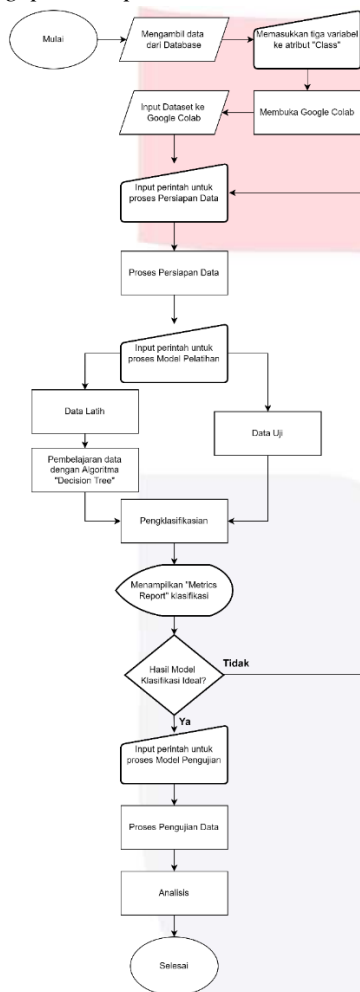 Mulai
Mengambil data
dari Database
Memasukkan tiga variabel
ke atribut "Class"
Input Dataset ke
Google Colab
Membuka Google Colab
Input perintah untuk
proses Persiapan Data
Proses Persiapan Data
Input perintah untuk
proses Model Pelatihan
Data Latih
Data Uji
Pembelajaran data
dengan Algoritma
"Decision Tree"
Pengklasifikasian
Menampilkan "Metrics
Report" klasifikasi
Hasil Model
Klasifikasi Ideal?
Tidak
Ya
Input perintah untuk
proses Model Pengujian
Proses Pengujian Data
Analisis
Selesai